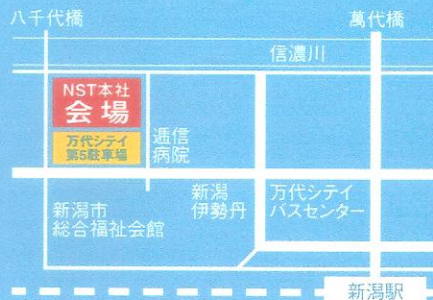 八千代橋
萬代橋
信濃川
NST本社
会場
万代シテイ
第5駐車場
逓信
病院
新潟
伊勢丹
万代シテイ
バスセンター
新潟市
総合福祉会館
新潟駅